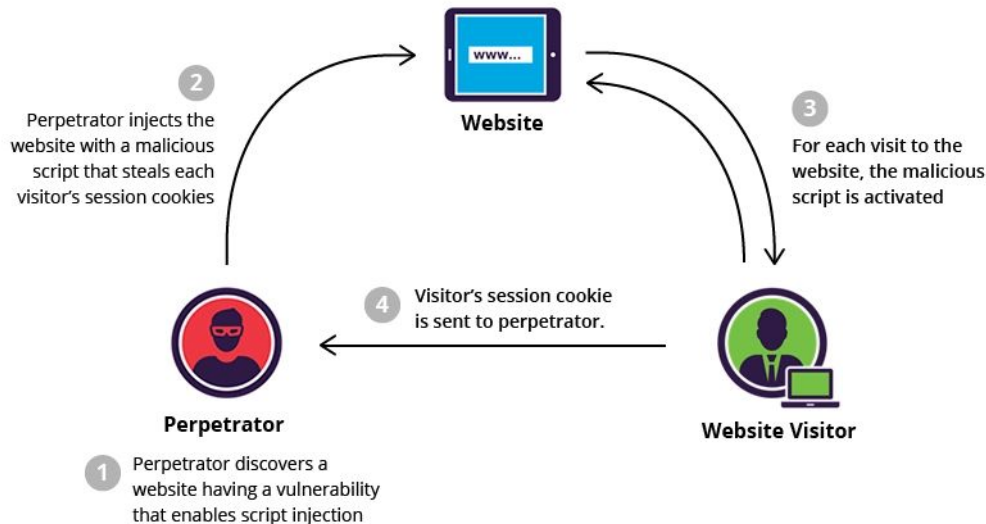 www...
Website
2
Perpetrator injects the
website with a malicious
script that steals each
visitor's session cookies
3
For each visit to the
website, the malicious
script is activated
4
Visitor's session cookie
is sent to perpetrator.
Perpetrator
Website Visitor
1
Perpetrator discovers a
website having a vulnerability
that enables script injection